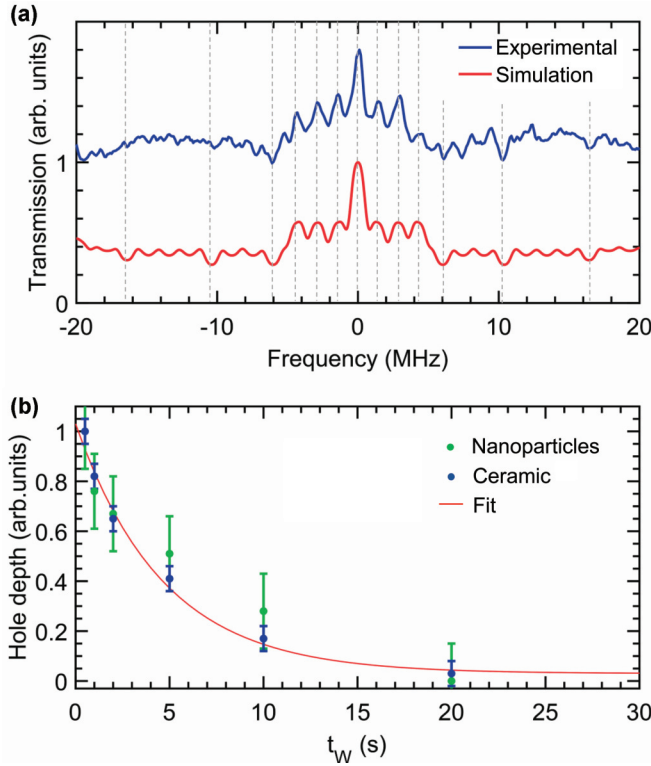 (a)
Transmission (arb. units)
Experimental
Simulation
1
0
-20
-10
0
10
20
Frequency (MHz)
(b)
Hole depth (arb.units)
Nanoparticles
Ceramic
Fit
1
0.8
0.6
0.4
0.2
0
0
5
10
15
20
25
30
tW (s)